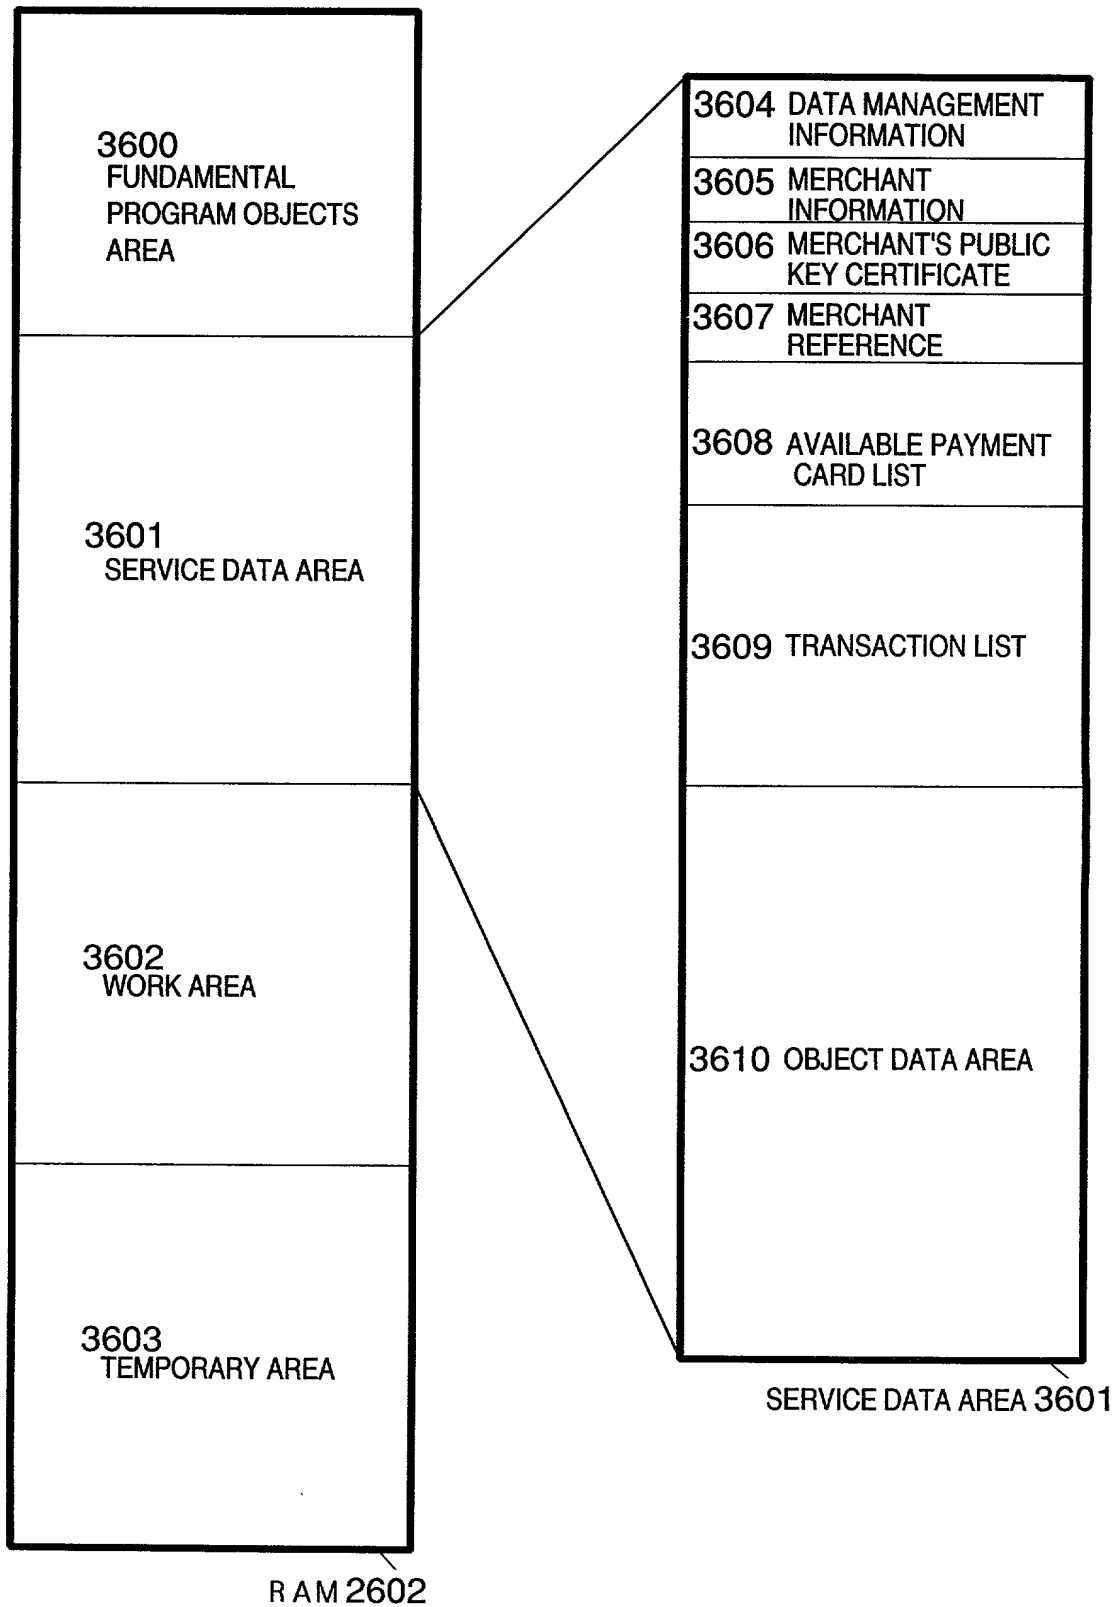 3600
FUNDAMENTAL
PROGRAM OBJECTS
AREA
3601
SERVICE DATA AREA
3602
WORK AREA
3603
TEMPORARY AREA
RAM 2602
3604 DATA MANAGEMENT
INFORMATION
3605 MERCHANT
INFORMATION
3606 MERCHANT'S PUBLIC
KEY CERTIFICATE
3607 MERCHANT
REFERENCE
3608 AVAILABLE PAYMENT
CARD LIST
3609 TRANSACTION LIST
3610 OBJECT DATA AREA
SERVICE DATA AREA 3601